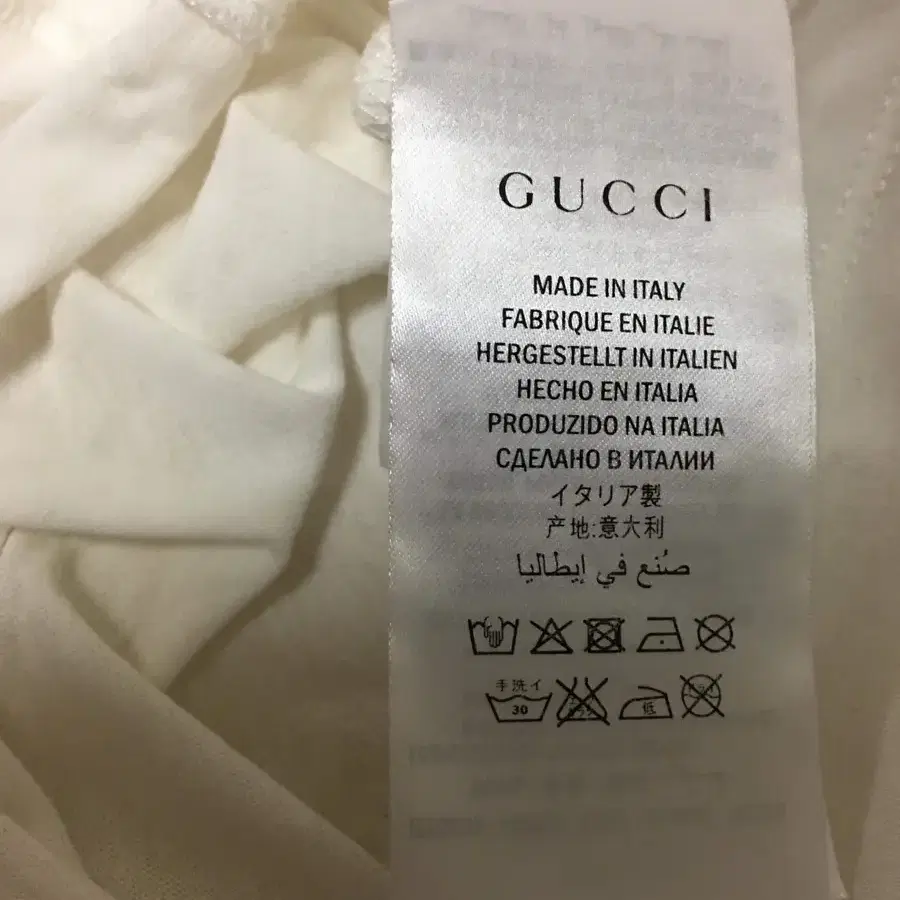 GUCCI
MADE IN ITALY
FABRIQUE EN ITALIE
HERGESTELLT IN ITALIEN
HECHO EN ITALIA
PRODUZIDO NA ITALIA
СДЕЛАНО В ИТАЛИИ
イタリア製
产地:意大利
صُنع في إيطاليا
手洗イ
30
低